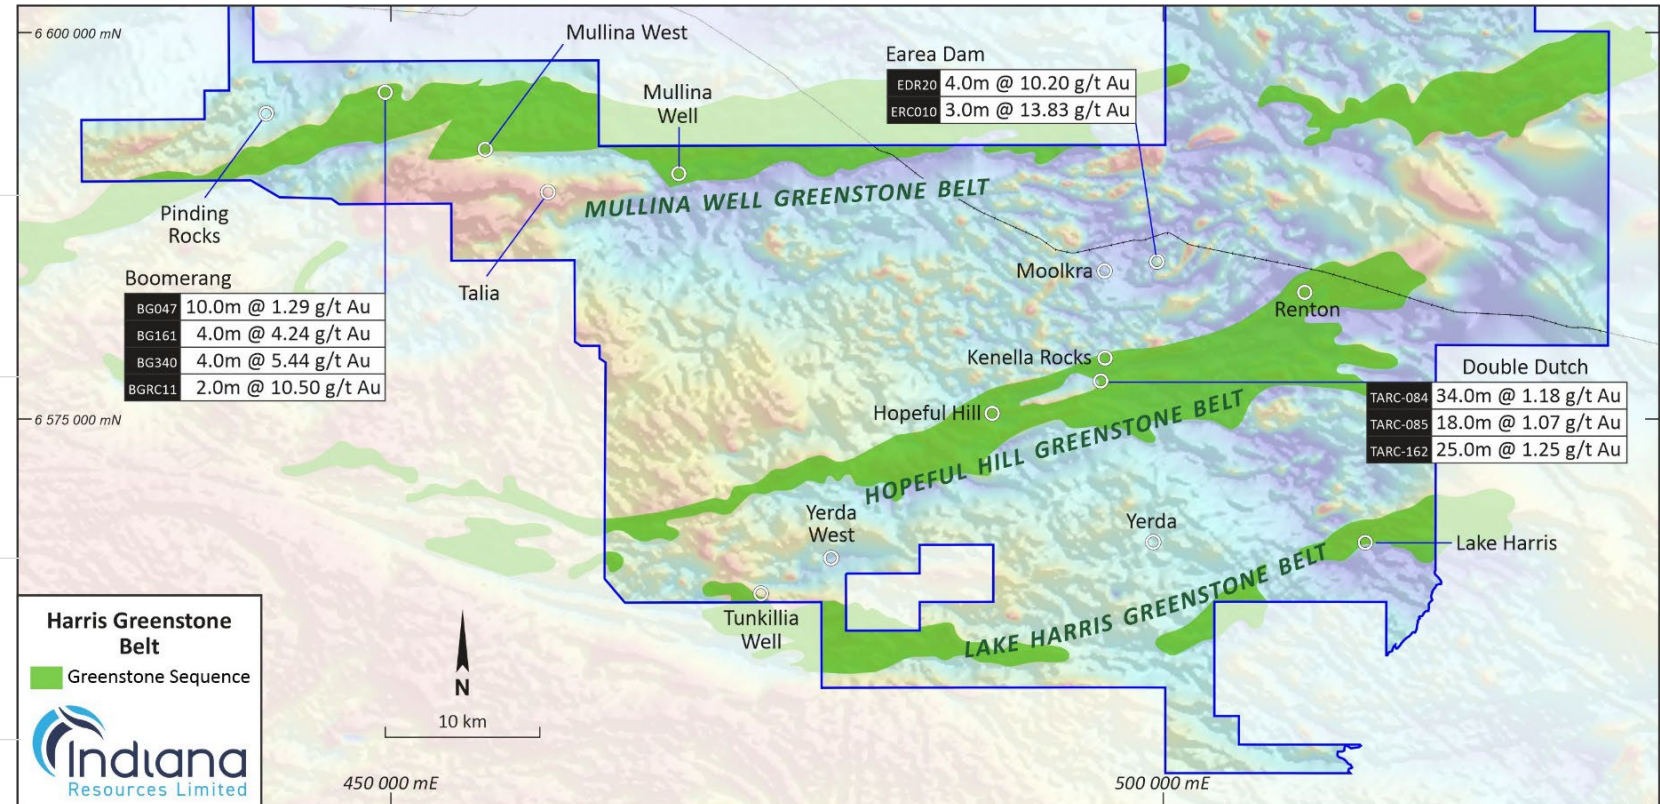 6 600 000 mN
Mullina West
Earea Dam
EDR20 4.0m @ 10.20 g/t Au
ERC010 3.0m @ 13.83 g/t Au
Mullina
Well
MULLINA WELL GREENSTONE BELT
Pinding
Rocks
Boomerang
BG047 10.0m @ 1.29 g/t Au
BG161 4.0m @ 4.24 g/t Au
BG340 4.0m @ 5.44 g/t Au
BGRC11 2.0m @ 10.50 g/t Au
Talia
Moolkra
Renton
Kenella Rocks
Double Dutch
TARC-084 34.0m @ 1.18 g/t Au
TARC-085 18.0m @ 1.07 g/t Au
TARC-162 25.0m @ 1.25 g/t Au
6 575 000 mN
Hopeful Hill
HOPEFUL HILL GREENSTONE BELT
Yerda
West
Yerda
Lake Harris
LAKE HARRIS GREENSTONE BELT
Tunkillia
Well
Harris Greenstone
Belt
Greenstone Sequence
Indiana
Resources Limited
N
10 km
450 000 mE
500 000 mE